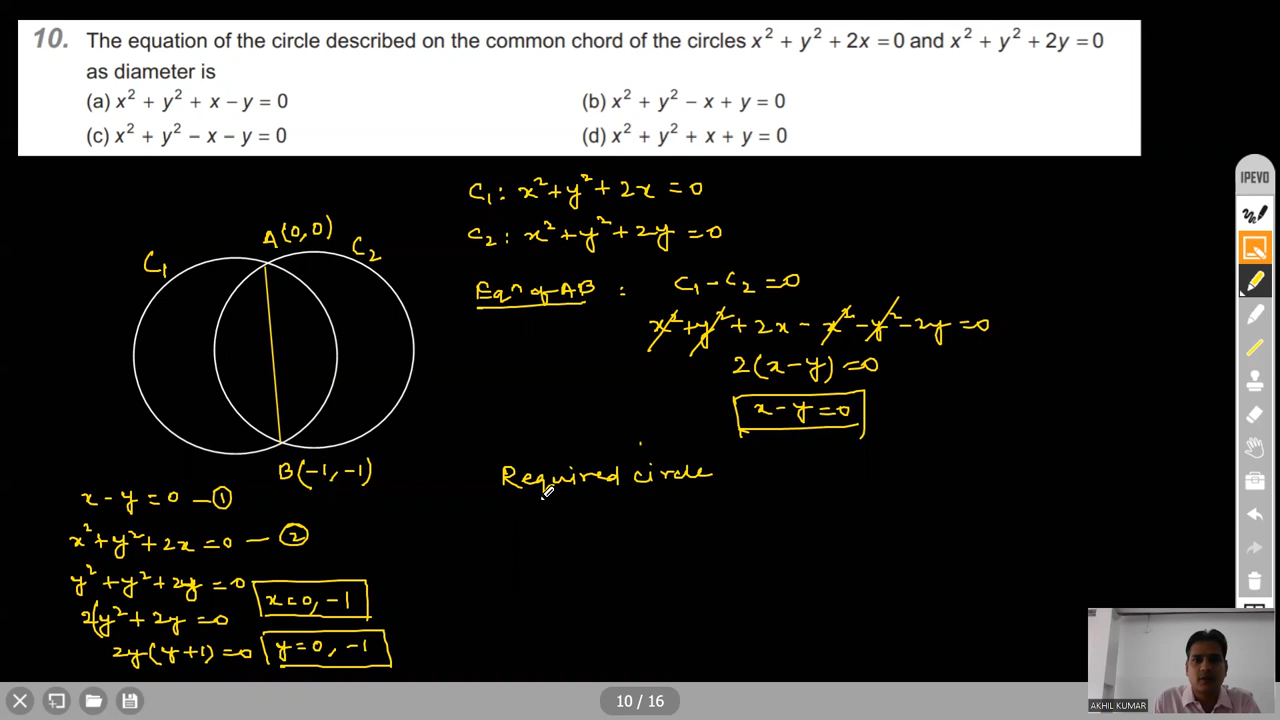 10. The equation of the circle described on the common chord of the circles x² + y² + 2x = 0 and x² + y² + 2y = 0
as diameter is
(a) x² + y² + x − y = 0 (b) x² + y² − x + y = 0
(c) x² + y² − x − y = 0 (d) x² + y² + x + y = 0
C₁ : x² + y² + 2x = 0
C₂ : x² + y² + 2y = 0
A(0,0)
C₁
C₂
Eqⁿ of AB : C₁ − C₂ = 0
x² + y² + 2x − x² − y² − 2y = 0
2(x − y) = 0
x − y = 0
B(−1, −1)
Required circle
x − y = 0 — ①
x² + y² + 2x = 0 — ②
y² + y² + 2y = 0
x = 0, −1
2(y² + 2y = 0
2y(y + 1) = 0
y = 0, −1
IPEVO
10 / 16
AKHIL KUMAR